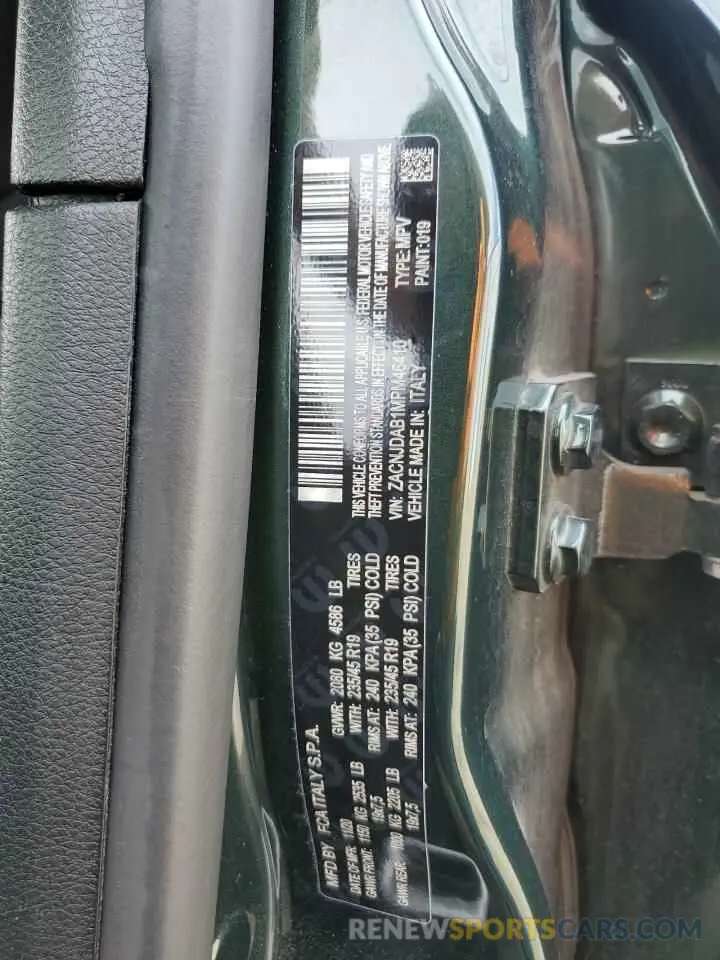 MFD BY FCA ITALY S.P.A.
DATE OF MFR: 11/20 GVWR: 2080 KG 4586 LB
GAWR FRONT: 1150 KG 2535 LB WITH: 235/45 R19 TIRES
19x7,5 RIMS AT: 240 KPA(35 PSI) COLD
GAWR REAR: 1000 KG 2205 LB WITH: 235/45 R19 TIRES
19x7,5 RIMS AT: 240 KPA(35 PSI) COLD
THIS VEHICLE CONFORMS TO ALL APPLICABLE U.S. FEDERAL MOTOR VEHICLE SAFETY AND
THEFT PREVENTION STANDARDS IN EFFECT ON THE DATE OF MANUFACTURE SHOWN ABOVE.
VIN: ZACNJDAB1MPM46410 TYPE: MPV
VEHICLE MADE IN: ITALY PAINT:019
RENEWSPORTSCARS.COM